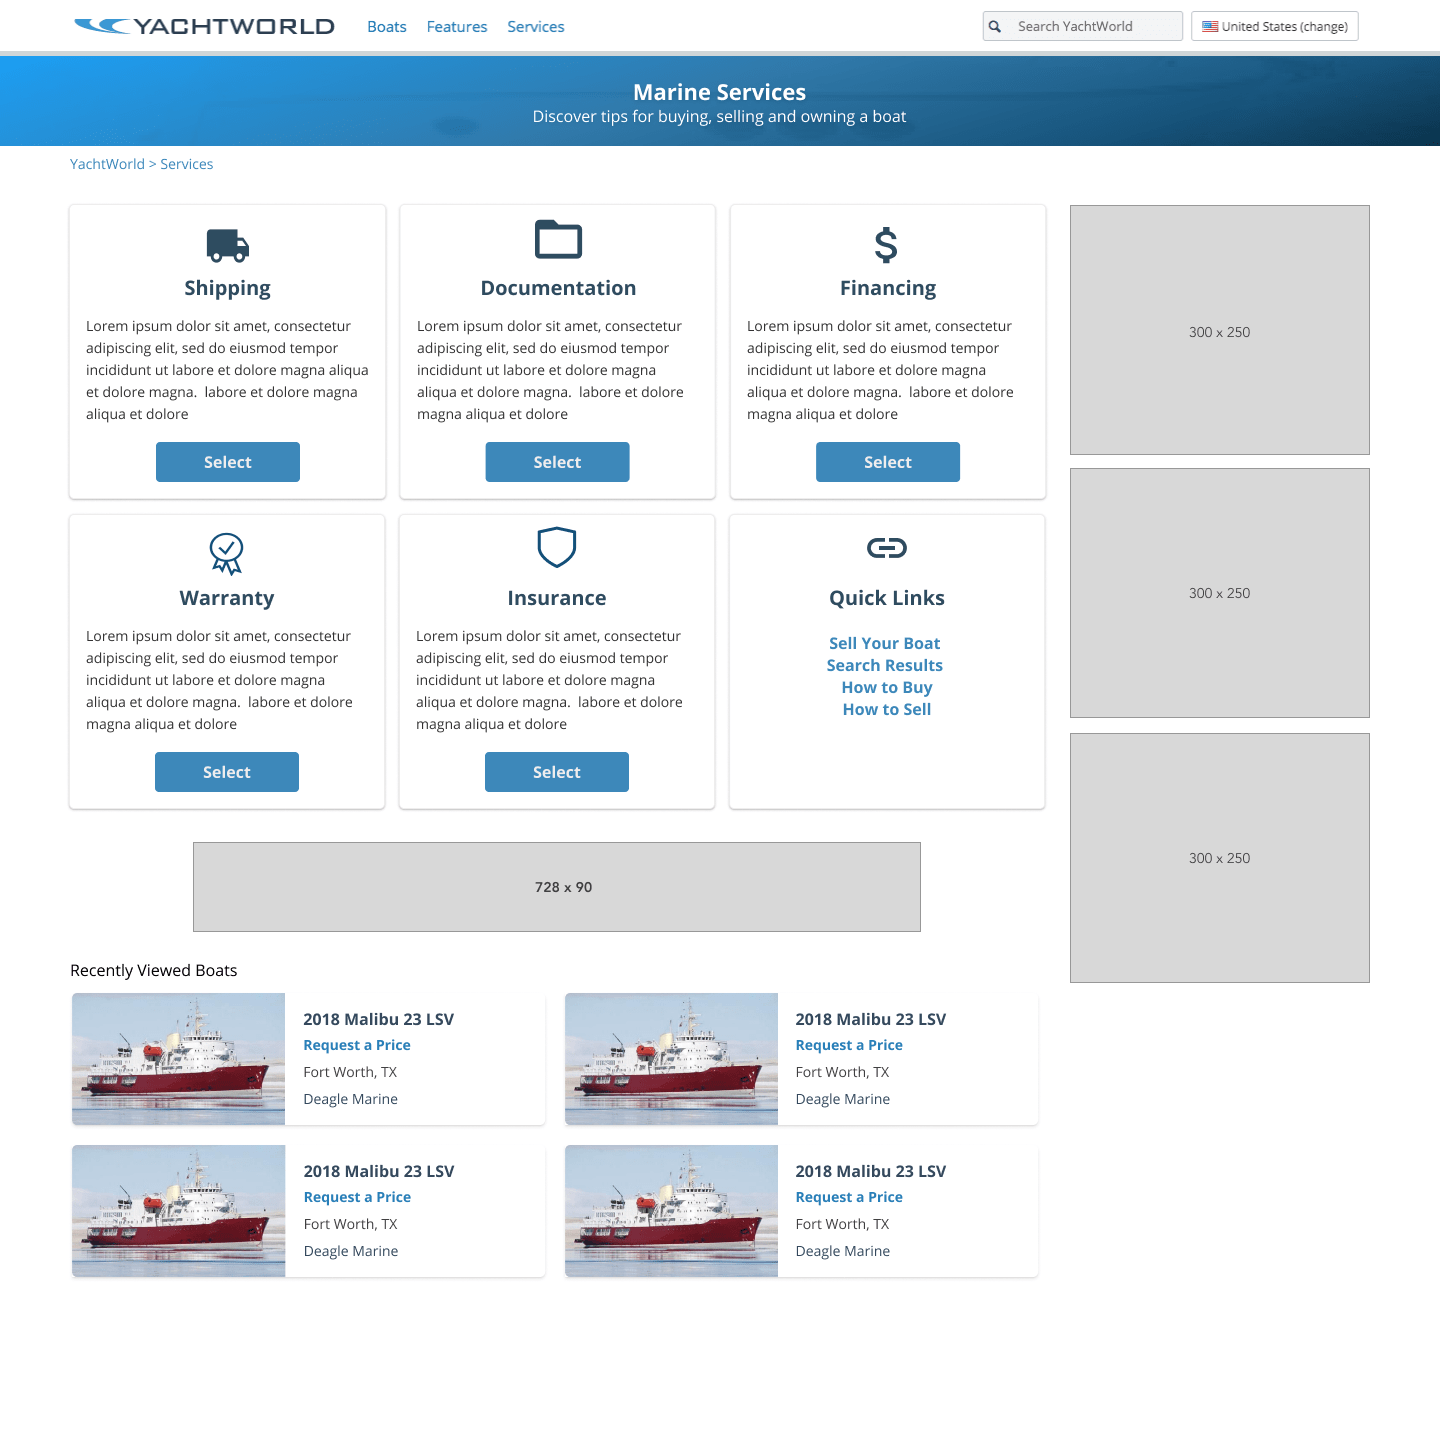 YACHTWORLD
Boats Features Services
Search YachtWorld
United States (change)
Marine Services
Discover tips for buying, selling and owning a boat
YachtWorld > Services
Shipping
Lorem ipsum dolor sit amet, consectetur
adipiscing elit, sed do eiusmod tempor
incididunt ut labore et dolore magna aliqua
et dolore magna.  labore et dolore magna
aliqua et dolore
Select
Documentation
Lorem ipsum dolor sit amet, consectetur
adipiscing elit, sed do eiusmod tempor
incididunt ut labore et dolore magna
aliqua et dolore magna.  labore et dolore
magna aliqua et dolore
Select
Financing
Lorem ipsum dolor sit amet, consectetur
adipiscing elit, sed do eiusmod tempor
incididunt ut labore et dolore magna
aliqua et dolore magna.  labore et dolore
magna aliqua et dolore
Select
Warranty
Lorem ipsum dolor sit amet, consectetur
adipiscing elit, sed do eiusmod tempor
incididunt ut labore et dolore magna
aliqua et dolore magna.  labore et dolore
magna aliqua et dolore
Select
Insurance
Lorem ipsum dolor sit amet, consectetur
adipiscing elit, sed do eiusmod tempor
incididunt ut labore et dolore magna
aliqua et dolore magna.  labore et dolore
magna aliqua et dolore
Select
Quick Links
Sell Your Boat
Search Results
How to Buy
How to Sell
300 x 250
300 x 250
300 x 250
728 x 90
Recently Viewed Boats
2018 Malibu 23 LSV
Request a Price
Fort Worth, TX
Deagle Marine
2018 Malibu 23 LSV
Request a Price
Fort Worth, TX
Deagle Marine
2018 Malibu 23 LSV
Request a Price
Fort Worth, TX
Deagle Marine
2018 Malibu 23 LSV
Request a Price
Fort Worth, TX
Deagle Marine